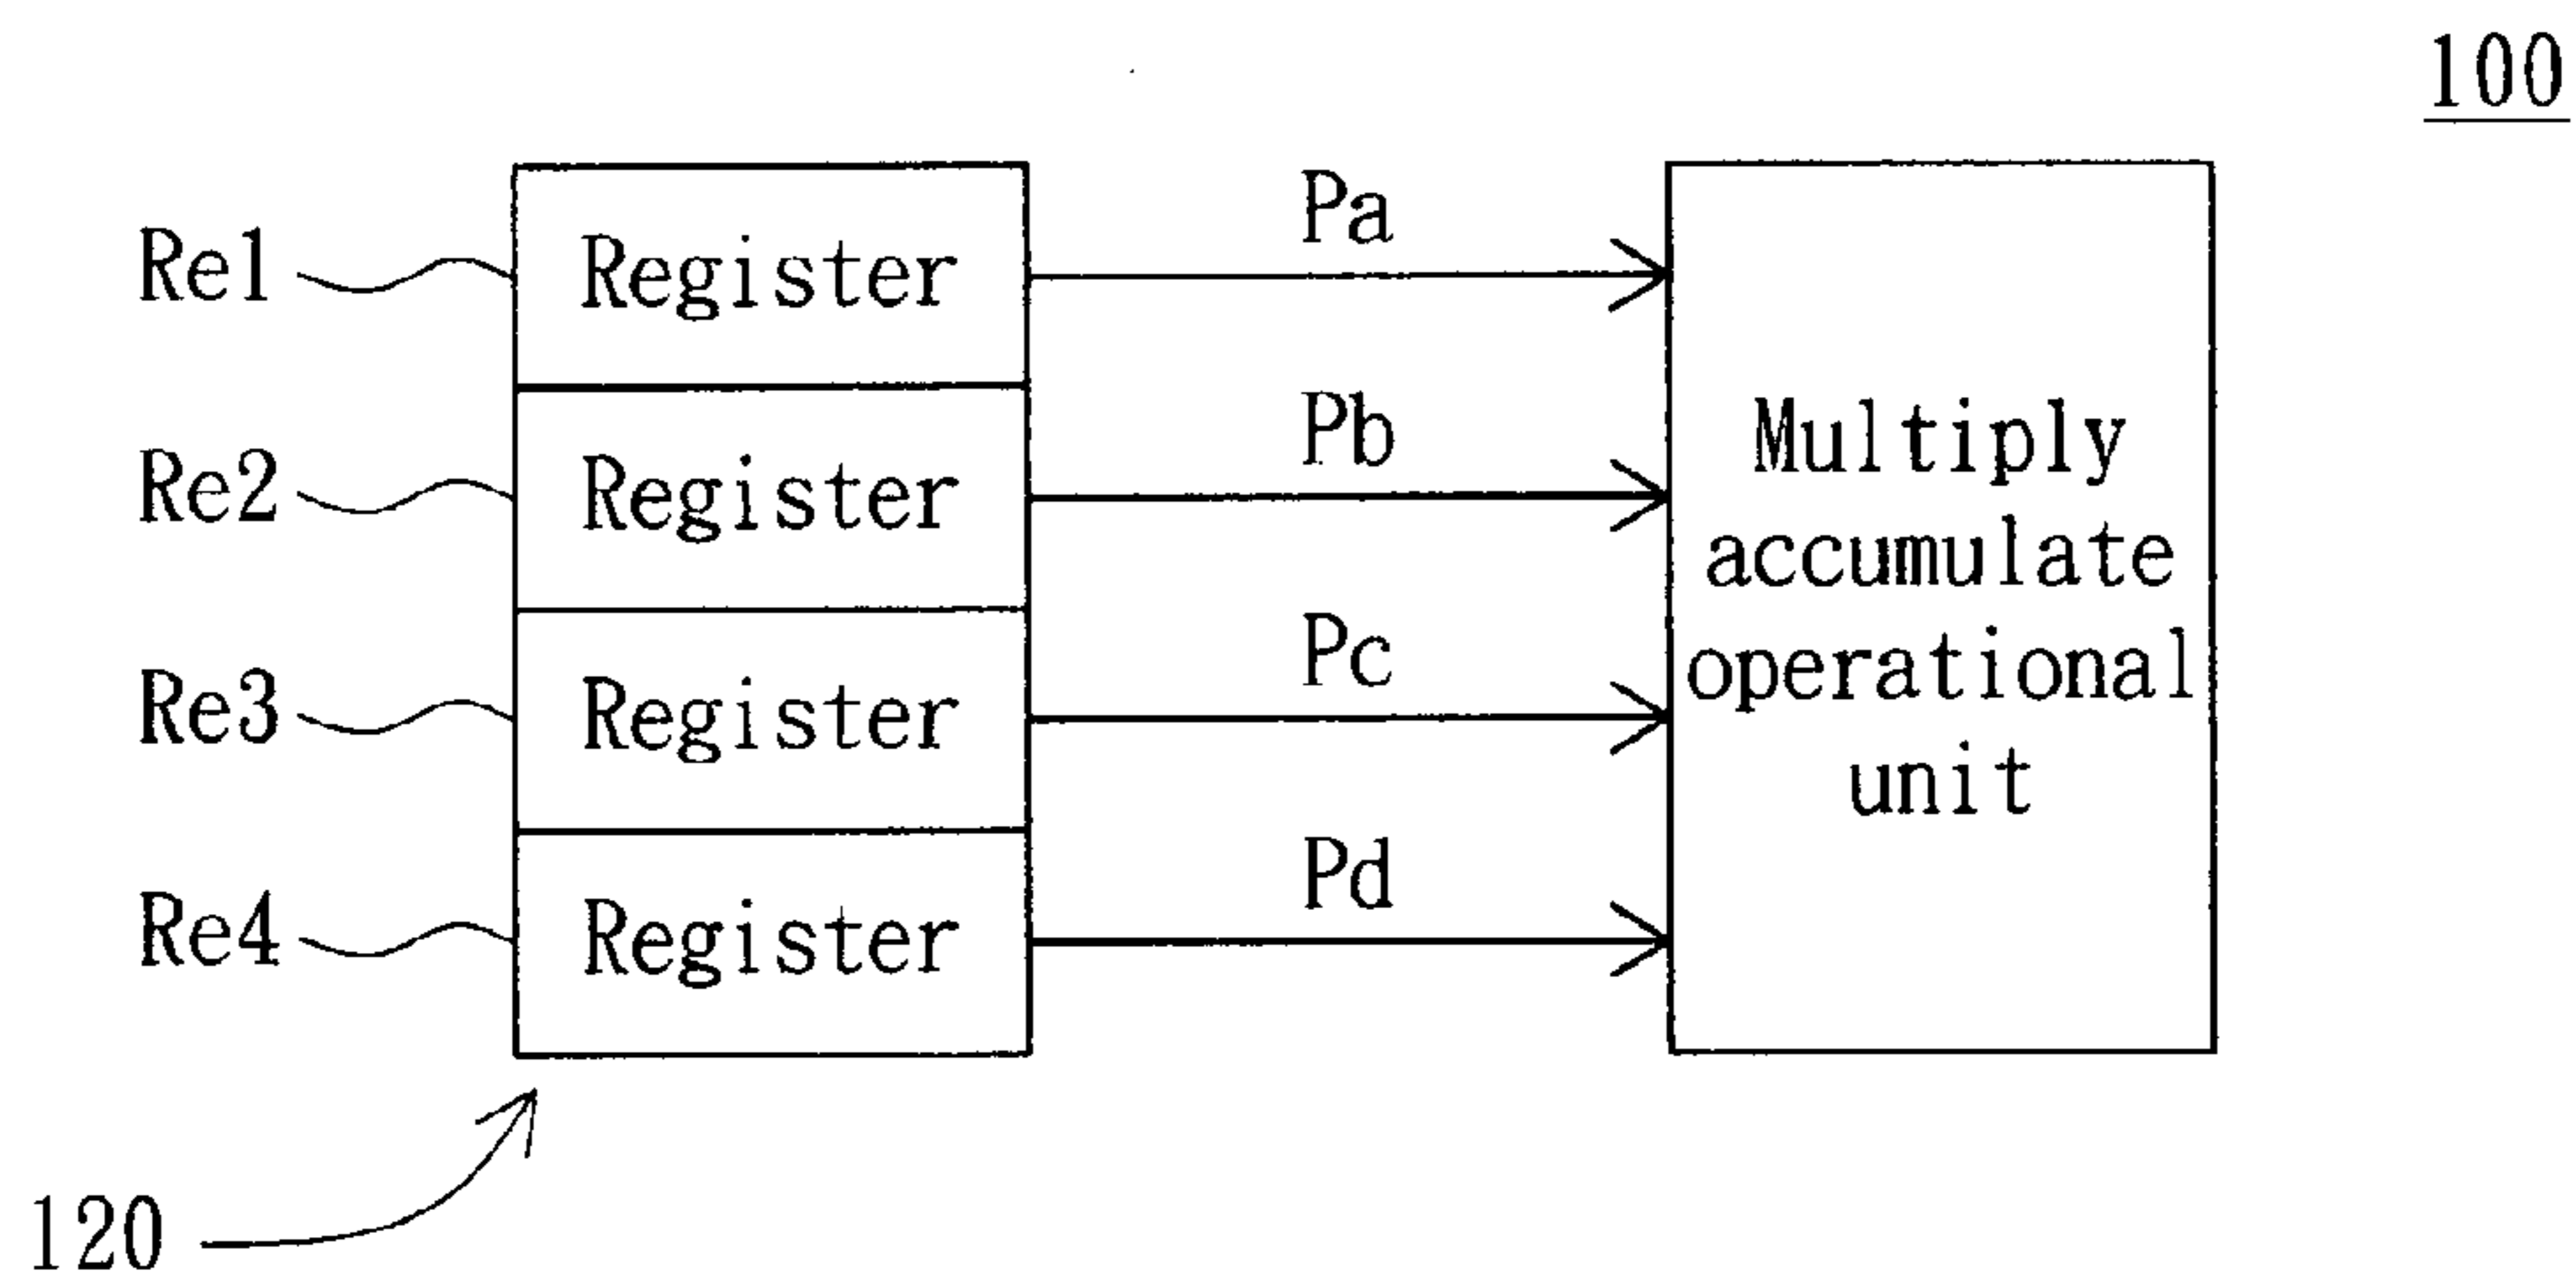 100
Re1
Register
Pa
Re2
Register
Pb
Re3
Register
Pc
Re4
Register
Pd
Multiply
accumulate
operational
unit
120